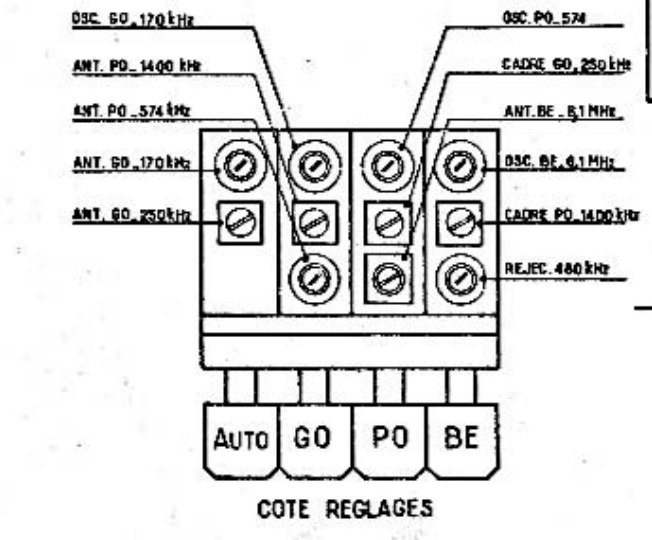 OSC. GO_170 kHz
ANT. PO_1400 kHz
ANT. PO_574 kHz
ANT. GO_170 kHz
ANT. GO_250 kHz
OSC. PO_574
CADRE GO_250 kHz
ANT. BE_6,1 MHz
OSC. BE_6,1 MHz
CADRE PO_1400 kHz
REJEC. 480 kHz
AUTO GO PO BE
COTE REGLAGES